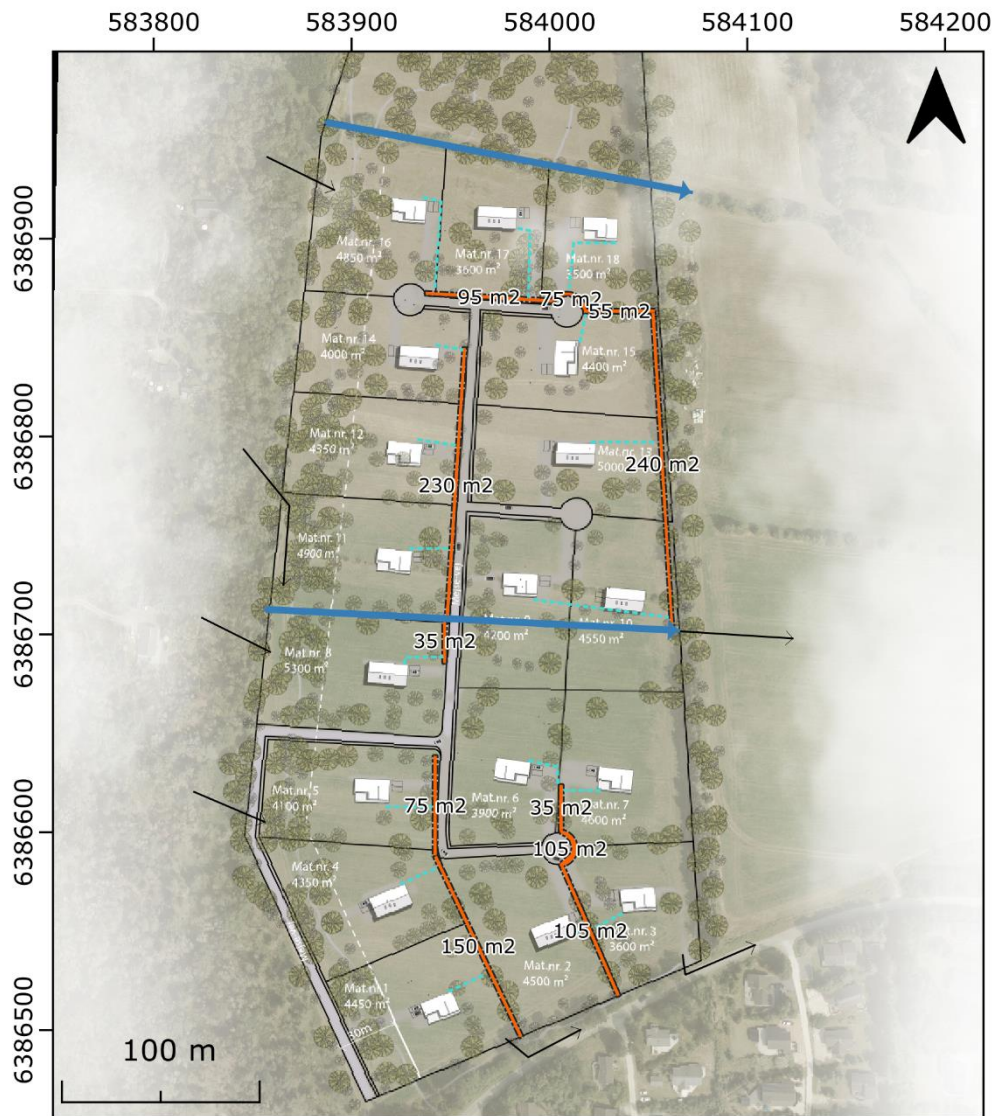 583800
583900
584000
584100
584200
6386900
6386800
6386700
6386600
6386500
Mat.nr. 16
4850 m²
Mat.nr. 17
3600 m²
Mat.nr. 18
3500 m²
95 m2
75 m2
55 m2
Mat.nr. 14
4000 m²
Mat.nr. 15
4400 m²
Mat.nr. 12
4350 m²
Mat.nr. 13
5000
240 m2
230 m2
Mat.nr. 11
4900 m²
4200 m²
Mat.nr. 10
4550 m²
35 m2
Mat.nr. 8
5300 m²
Mat.nr. 5
4100 m²
75 m2
Mat.nr. 6
3900 m²
35 m2
Mat.nr. 7
4600 m²
105 m2
Mat.nr. 4
4350 m²
105 m2
Mat.nr. 3
3600 m²
150 m2
Mat.nr. 2
4500 m²
Mat.nr.1
4450 m²
30m
100 m